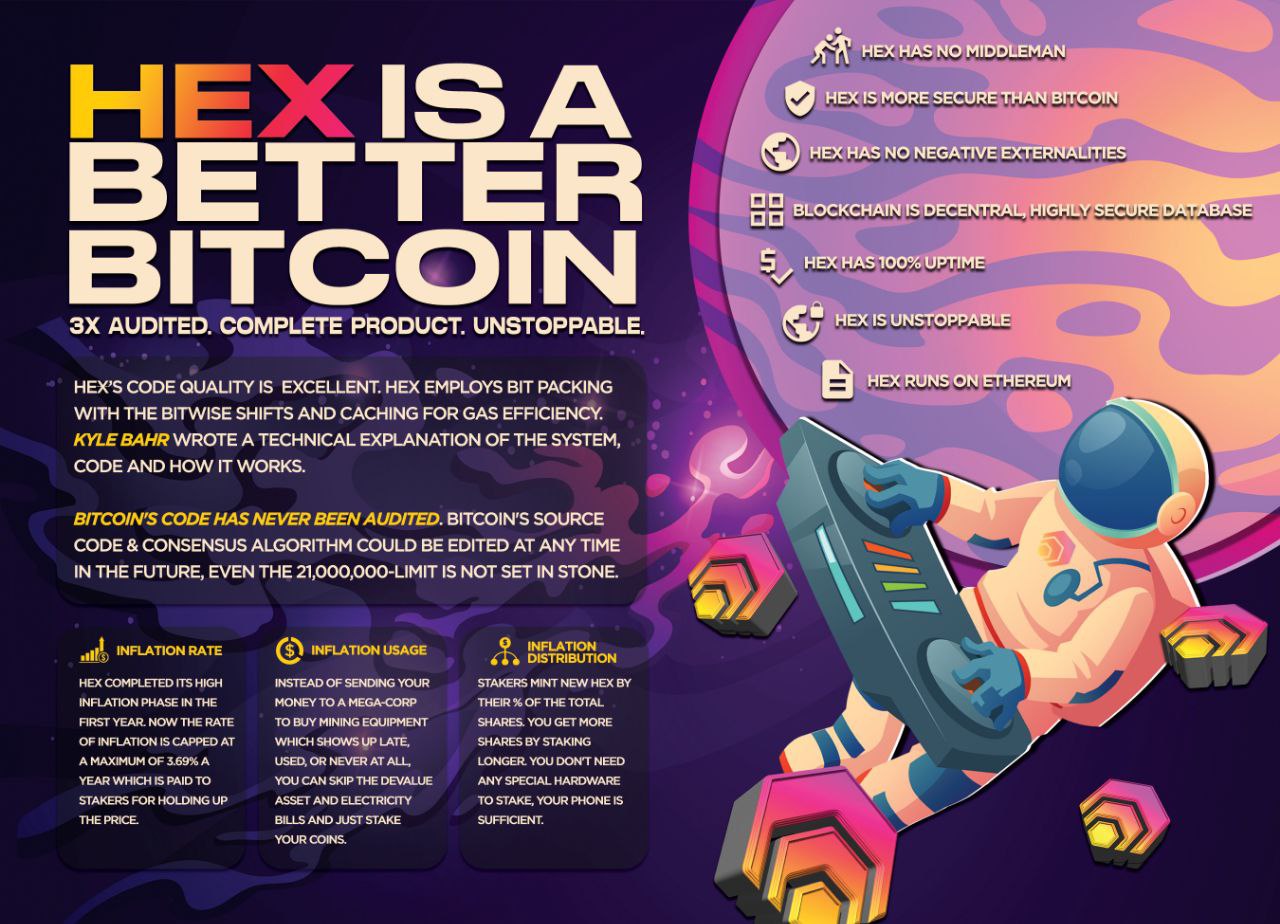 HEX IS A
BETTER
BITCOIN
3X AUDITED. COMPLETE PRODUCT. UNSTOPPABLE.
HEX'S CODE QUALITY IS EXCELLENT. HEX EMPLOYS BIT PACKING
WITH THE BITWISE SHIFTS AND CACHING FOR GAS EFFICIENCY.
KYLE BAHR WROTE A TECHNICAL EXPLANATION OF THE SYSTEM,
CODE AND HOW IT WORKS.
BITCOIN'S CODE HAS NEVER BEEN AUDITED. BITCOIN'S SOURCE
CODE & CONSENSUS ALGORITHM COULD BE EDITED AT ANY TIME
IN THE FUTURE, EVEN THE 21,000,000-LIMIT IS NOT SET IN STONE.
INFLATION RATE
HEX COMPLETED ITS HIGH
INFLATION PHASE IN THE
FIRST YEAR. NOW THE RATE
OF INFLATION IS CAPPED AT
A MAXIMUM OF 3.69% A
YEAR WHICH IS PAID TO
STAKERS FOR HOLDING UP
THE PRICE.
INFLATION USAGE
INSTEAD OF SENDING YOUR
MONEY TO A MEGA-CORP
TO BUY MINING EQUIPMENT
WHICH SHOWS UP LATE,
USED, OR NEVER AT ALL,
YOU CAN SKIP THE DEVALUE
ASSET AND ELECTRICITY
BILLS AND JUST STAKE
YOUR COINS.
INFLATION
DISTRIBUTION
STAKERS MINT NEW HEX BY
THEIR % OF THE TOTAL
SHARES. YOU GET MORE
SHARES BY STAKING
LONGER. YOU DON'T NEED
ANY SPECIAL HARDWARE
TO STAKE, YOUR PHONE IS
SUFFICIENT.
HEX HAS NO MIDDLEMAN
HEX IS MORE SECURE THAN BITCOIN
HEX HAS NO NEGATIVE EXTERNALITIES
BLOCKCHAIN IS DECENTRAL, HIGHLY SECURE DATABASE
HEX HAS 100% UPTIME
HEX IS UNSTOPPABLE
HEX RUNS ON ETHEREUM